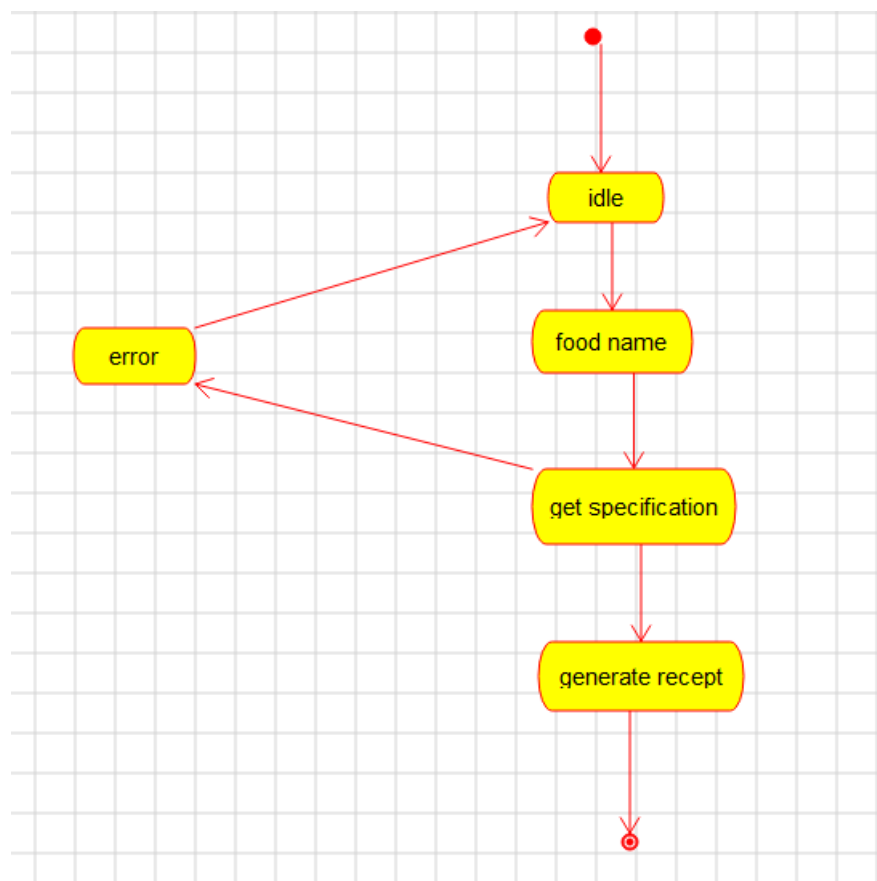 idle
food name
error
get specification
generate recept